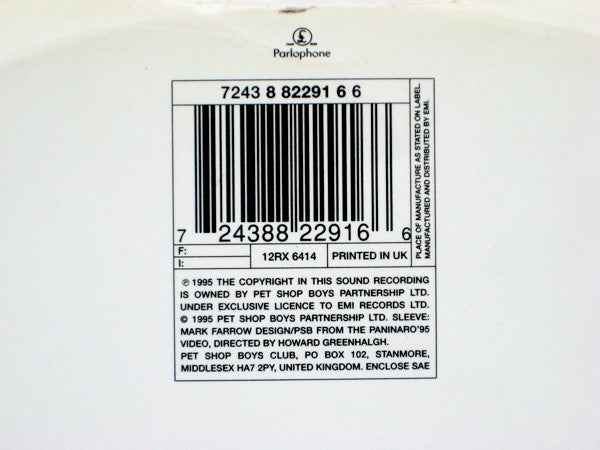 Parlophone
7243 8 82291 6 6
7 24388 22916 6
F:
I:
12RX 6414
PRINTED IN UK
PLACE OF MANUFACTURE AS STATED ON LABEL.
MANUFACTURED AND DISTRIBUTED BY EMI.
℗ 1995 THE COPYRIGHT IN THIS SOUND RECORDING
IS OWNED BY PET SHOP BOYS PARTNERSHIP LTD.
UNDER EXCLUSIVE LICENCE TO EMI RECORDS LTD.
© 1995 PET SHOP BOYS PARTNERSHIP LTD. SLEEVE:
MARK FARROW DESIGN/PSB FROM THE PANINARO'95
VIDEO, DIRECTED BY HOWARD GREENHALGH.
PET SHOP BOYS CLUB, PO BOX 102, STANMORE,
MIDDLESEX HA7 2PY, UNITED KINGDOM. ENCLOSE SAE